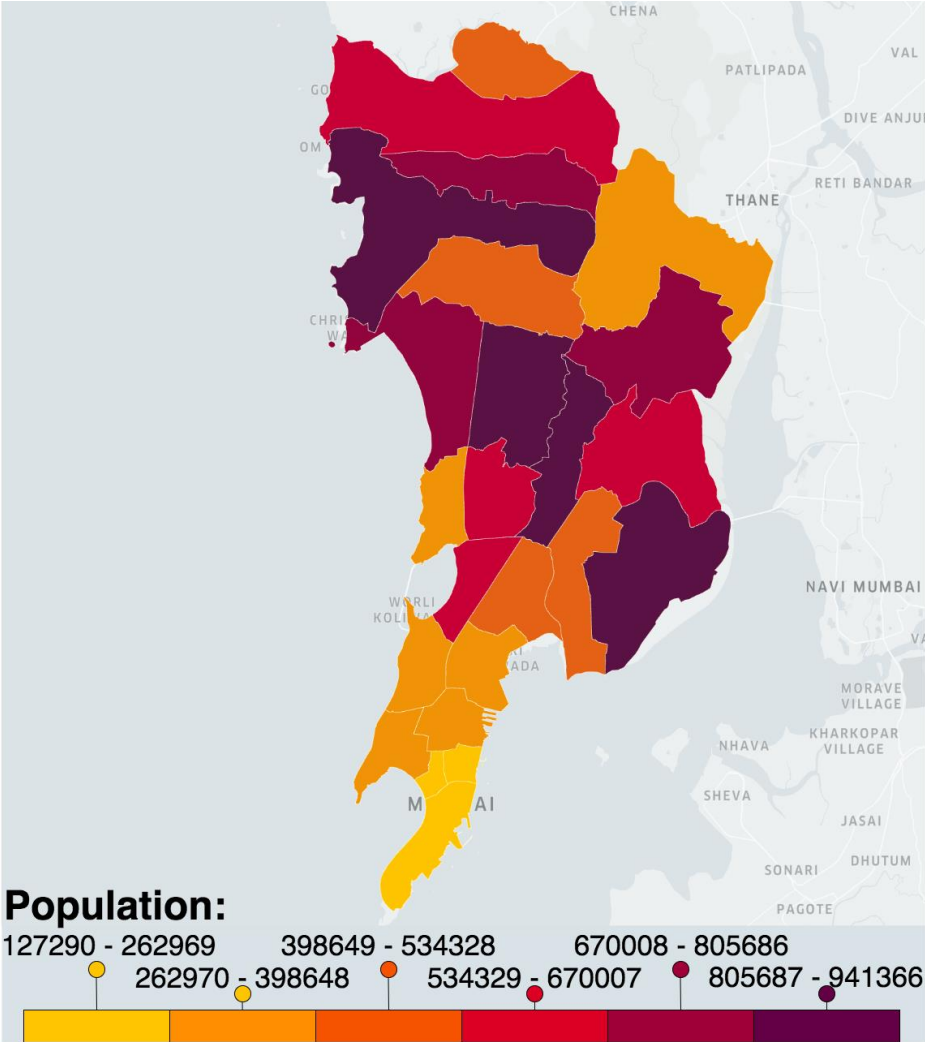 CHENA
VAL
PATLIPADA
GO
DIVE ANJU
OM
RETI BANDAR
THANE
CHRI
WA
NAVI MUMBAI
WORLI
KOLI
VA
ADA
MORAVE
VILLAGE
KHARKOPAR
VILLAGE
NHAVA
SHEVA
M AI
JASAI
SONARI
DHUTUM
PAGOTE
Population:
127290 - 262969 398649 - 534328 670008 - 805686
262970 - 398648 534329 - 670007 805687 - 941366